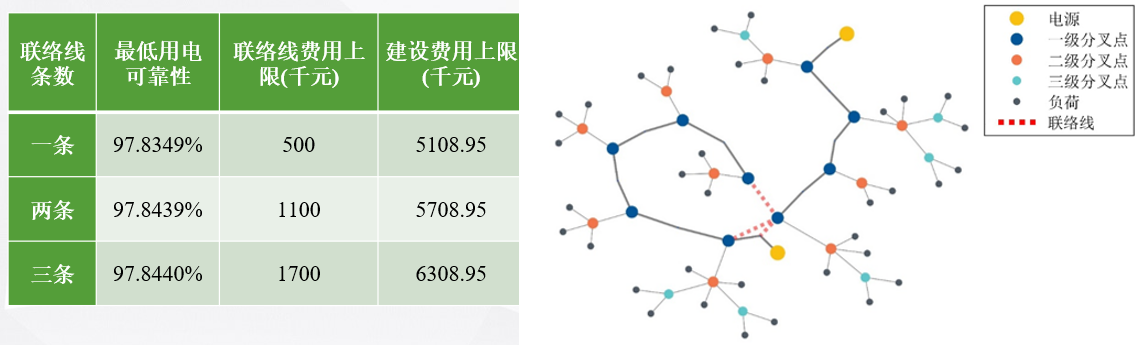 联络线
条数
最低用电
可靠性
联络线费用上
限(千元)
建设费用上限
(千元)
一条
97.8349%
500
5108.95
两条
97.8439%
1100
5708.95
三条
97.8440%
1700
6308.95
电源
一级分叉点
二级分叉点
三级分叉点
负荷
联络线